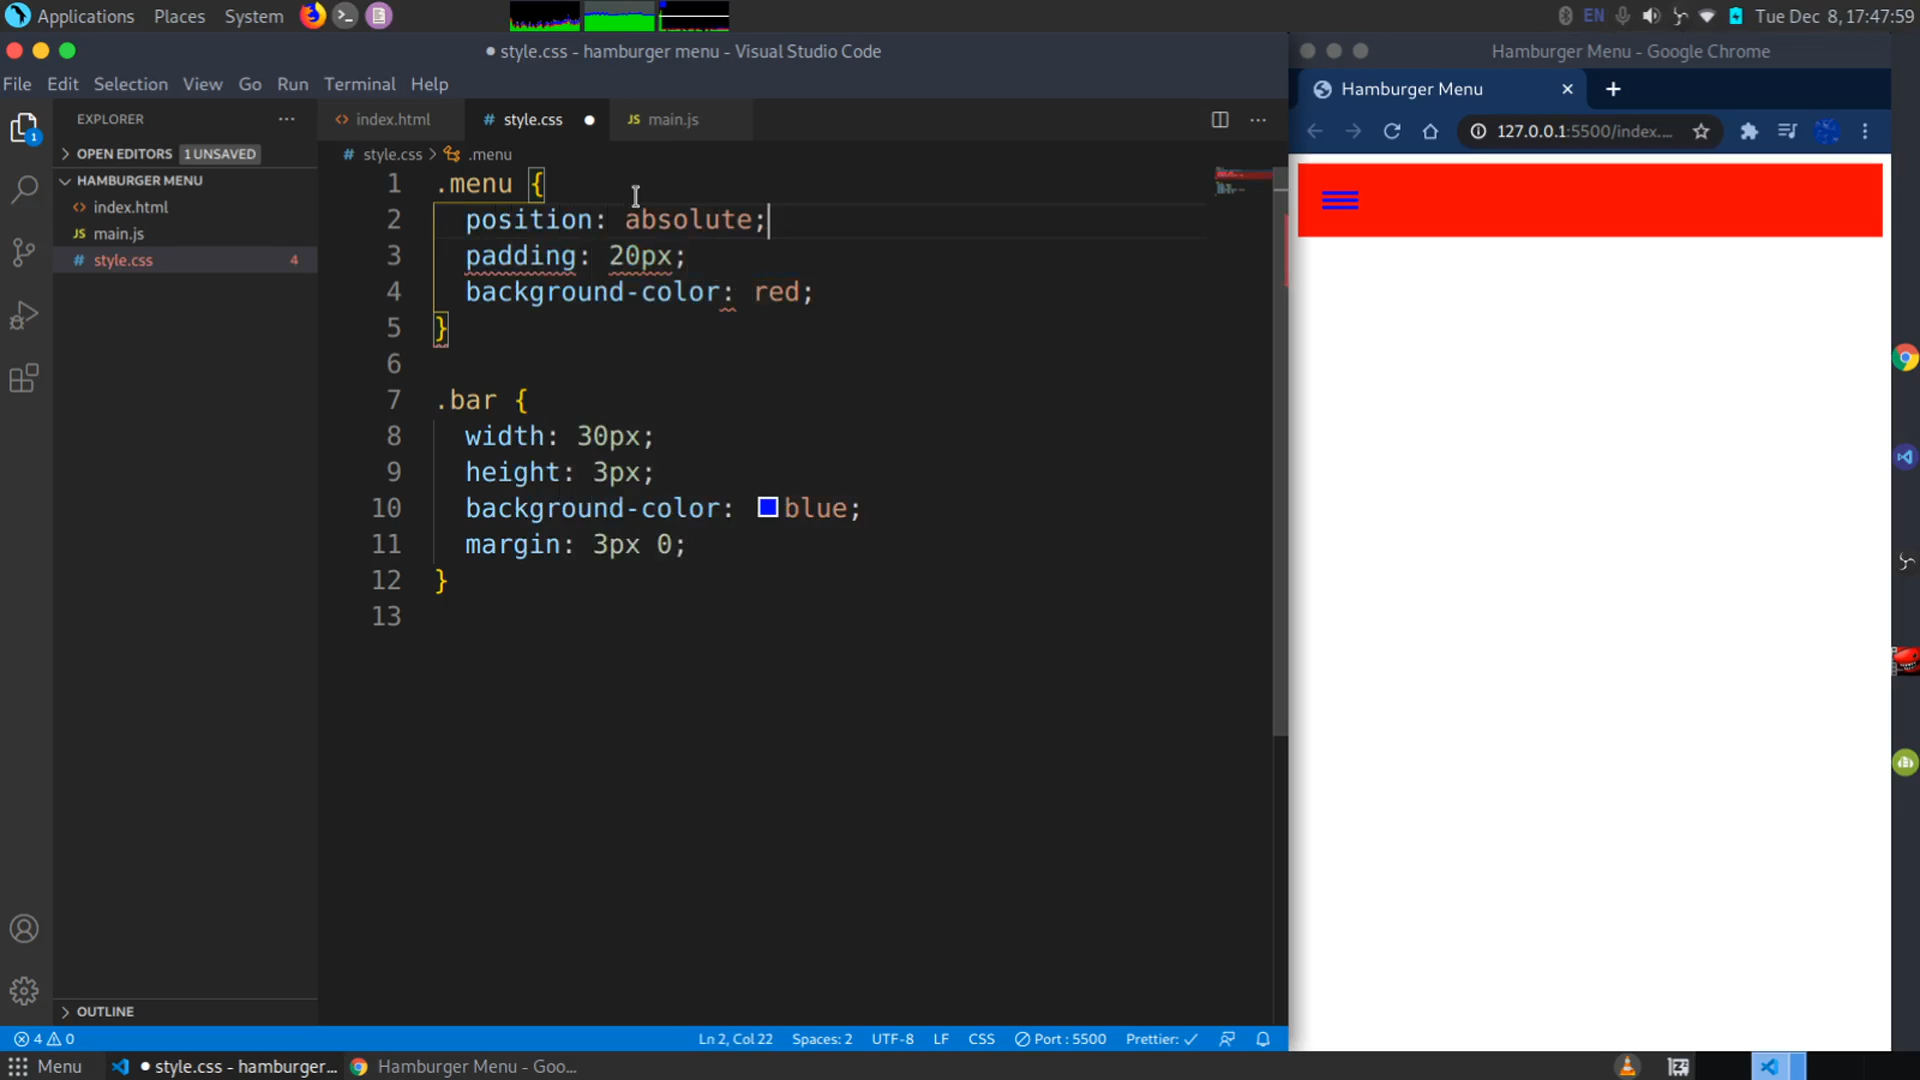 Applications Places System
EN Tue Dec 8, 17:47:59
● style.css - hamburger menu - Visual Studio Code
Hamburger Menu - Google Chrome
File Edit Selection View Go Run Terminal Help
Hamburger Menu
127.0.0.1:5500/index....
EXPLORER
1
index.html
# style.css
JS main.js
OPEN EDITORS 1 UNSAVED
# style.css > .menu
HAMBURGER MENU
index.html
JS main.js
# style.css 4
1 .menu {
2 position: absolute;
3 padding: 20px;
4 background-color: red;
5 }
6
7 .bar {
8 width: 30px;
9 height: 3px;
10 background-color: blue;
11 margin: 3px 0;
12 }
13
OUTLINE
4 0
Ln 2, Col 22 Spaces: 2 UTF-8 LF CSS Port : 5500 Prettier: ✓
Menu
● style.css - hamburger...
Hamburger Menu - Goo...